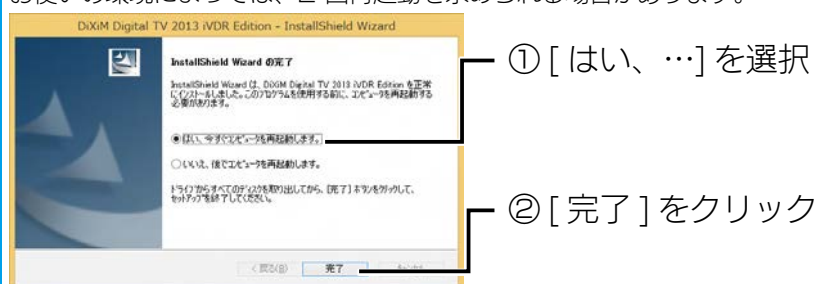 お使いの環境によっては、2 回再起動を求められる場合があります。
DiXiM Digital TV 2013 iVDR Edition - InstallShield Wizard
InstallShield Wizard の完了
InstallShield Wizard は、DiXiM Digital TV 2013 iVDR Edition を正常
にインストールしました。このプログラムを使用する前に、コンピュータを再起動する
必要があります。
はい、今すぐコンピュータを再起動します。
いいえ、後でコンピュータを再起動します。
ドライブからすべてのディスクを取り出してから、[完了] ボタンをクリックして、
セットアップを終了してください。
< 戻る(B)
完了
キャンセル
① [ はい、…] を選択
② [ 完了 ] をクリック